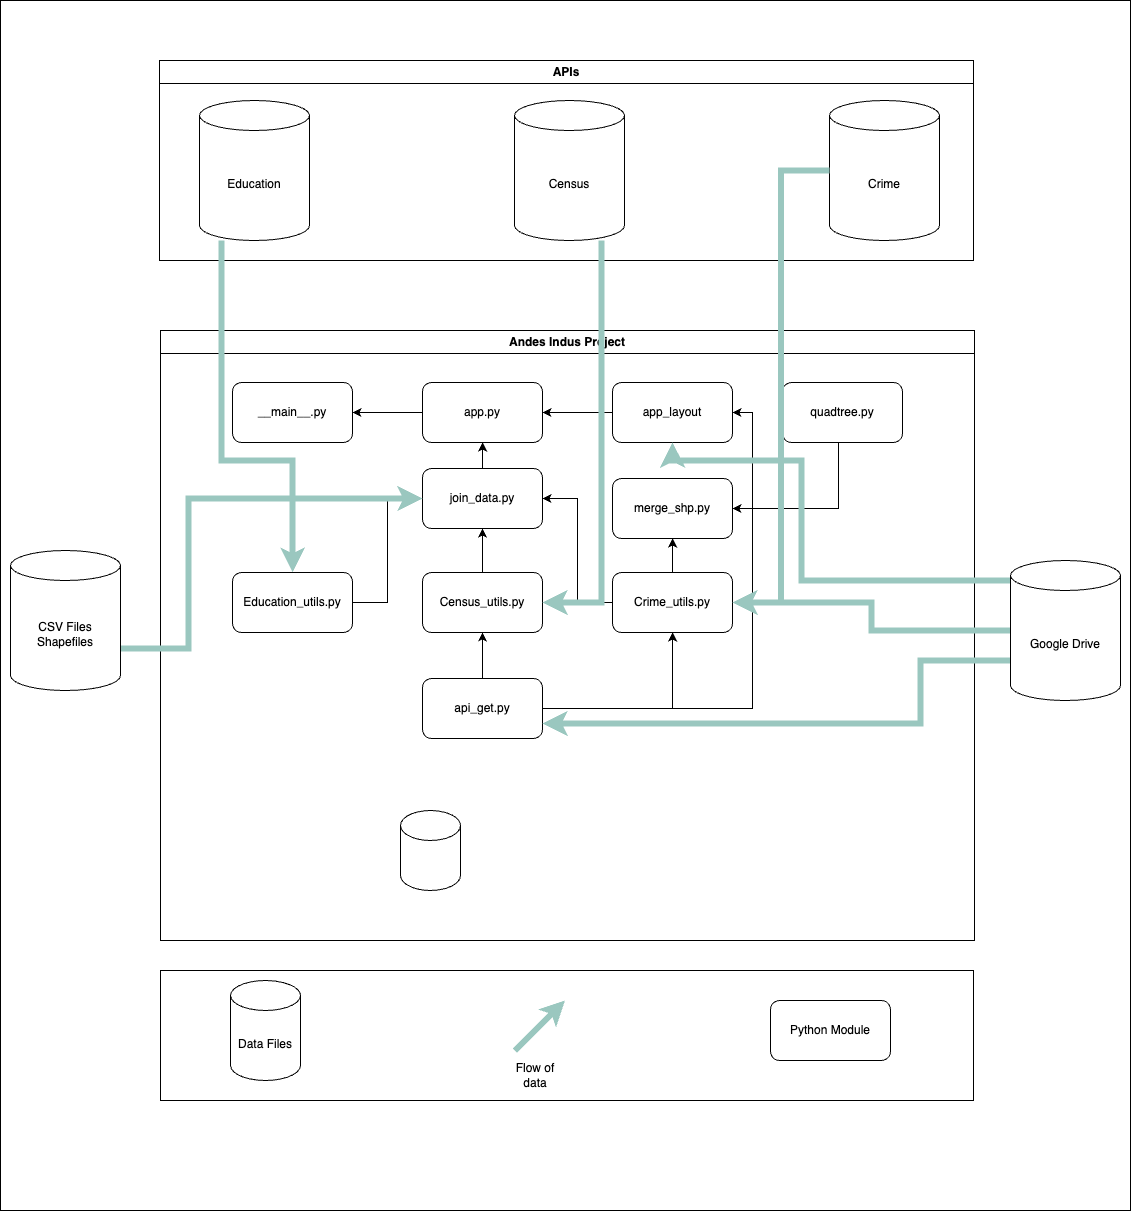 APIs
Education
Census
Crime
Andes Indus Project
__main__.py
app.py
app_layout
quadtree.py
join_data.py
merge_shp.py
Education_utils.py
Census_utils.py
Crime_utils.py
CSV Files
Shapefiles
Google Drive
api_get.py
Data Files
Flow of
data
Python Module